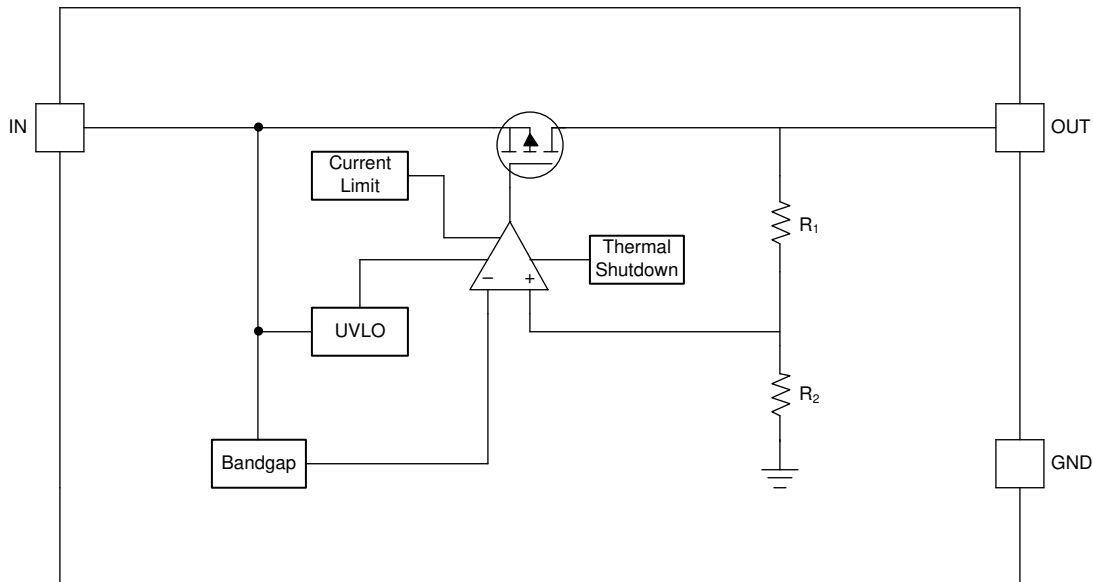 IN
OUT
Current
Limit
R1
Thermal
Shutdown
− +
UVLO
R2
Bandgap
GND